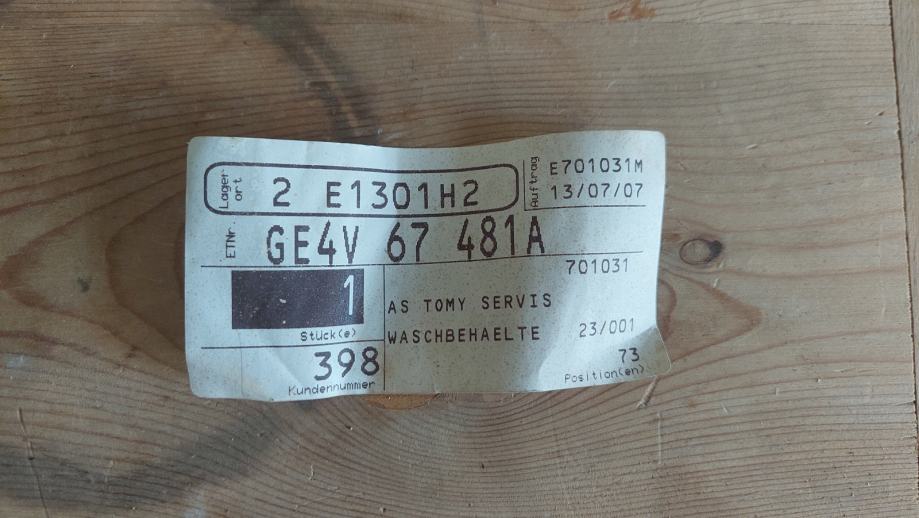 Lager
ort
2 E1301H2
Auftrag
E701031M
13/07/07
ETNr.
GE4V 67 481A
701031
1
Stück(e)
AS TOMY SERVIS
WASCHBEHAELTE 23/001
398
Kundennummer
73
Position(en)